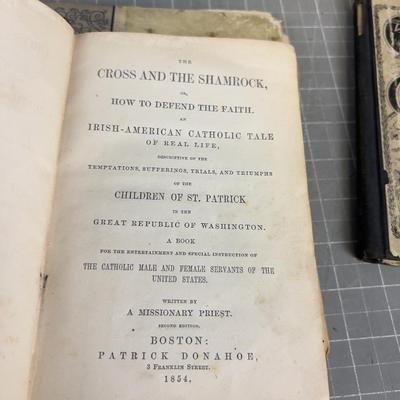 THE
CROSS AND THE SHAMROCK,
OR,
HOW TO DEFEND THE FAITH.
AN
IRISH-AMERICAN CATHOLIC TALE
OF REAL LIFE,
DESCRIPTIVE OF THE
TEMPTATIONS, SUFFERINGS, TRIALS, AND TRIUMPHS
OF THE
CHILDREN OF ST. PATRICK
IN THE
GREAT REPUBLIC OF WASHINGTON.
A BOOK
FOR THE ENTERTAINMENT AND SPECIAL INSTRUCTION OF
THE CATHOLIC MALE AND FEMALE SERVANTS OF THE
UNITED STATES.
WRITTEN BY
A MISSIONARY PRIEST.
SECOND EDITION.
BOSTON:
PATRICK DONAHOE,
3 FRANKLIN STREET.
1854.